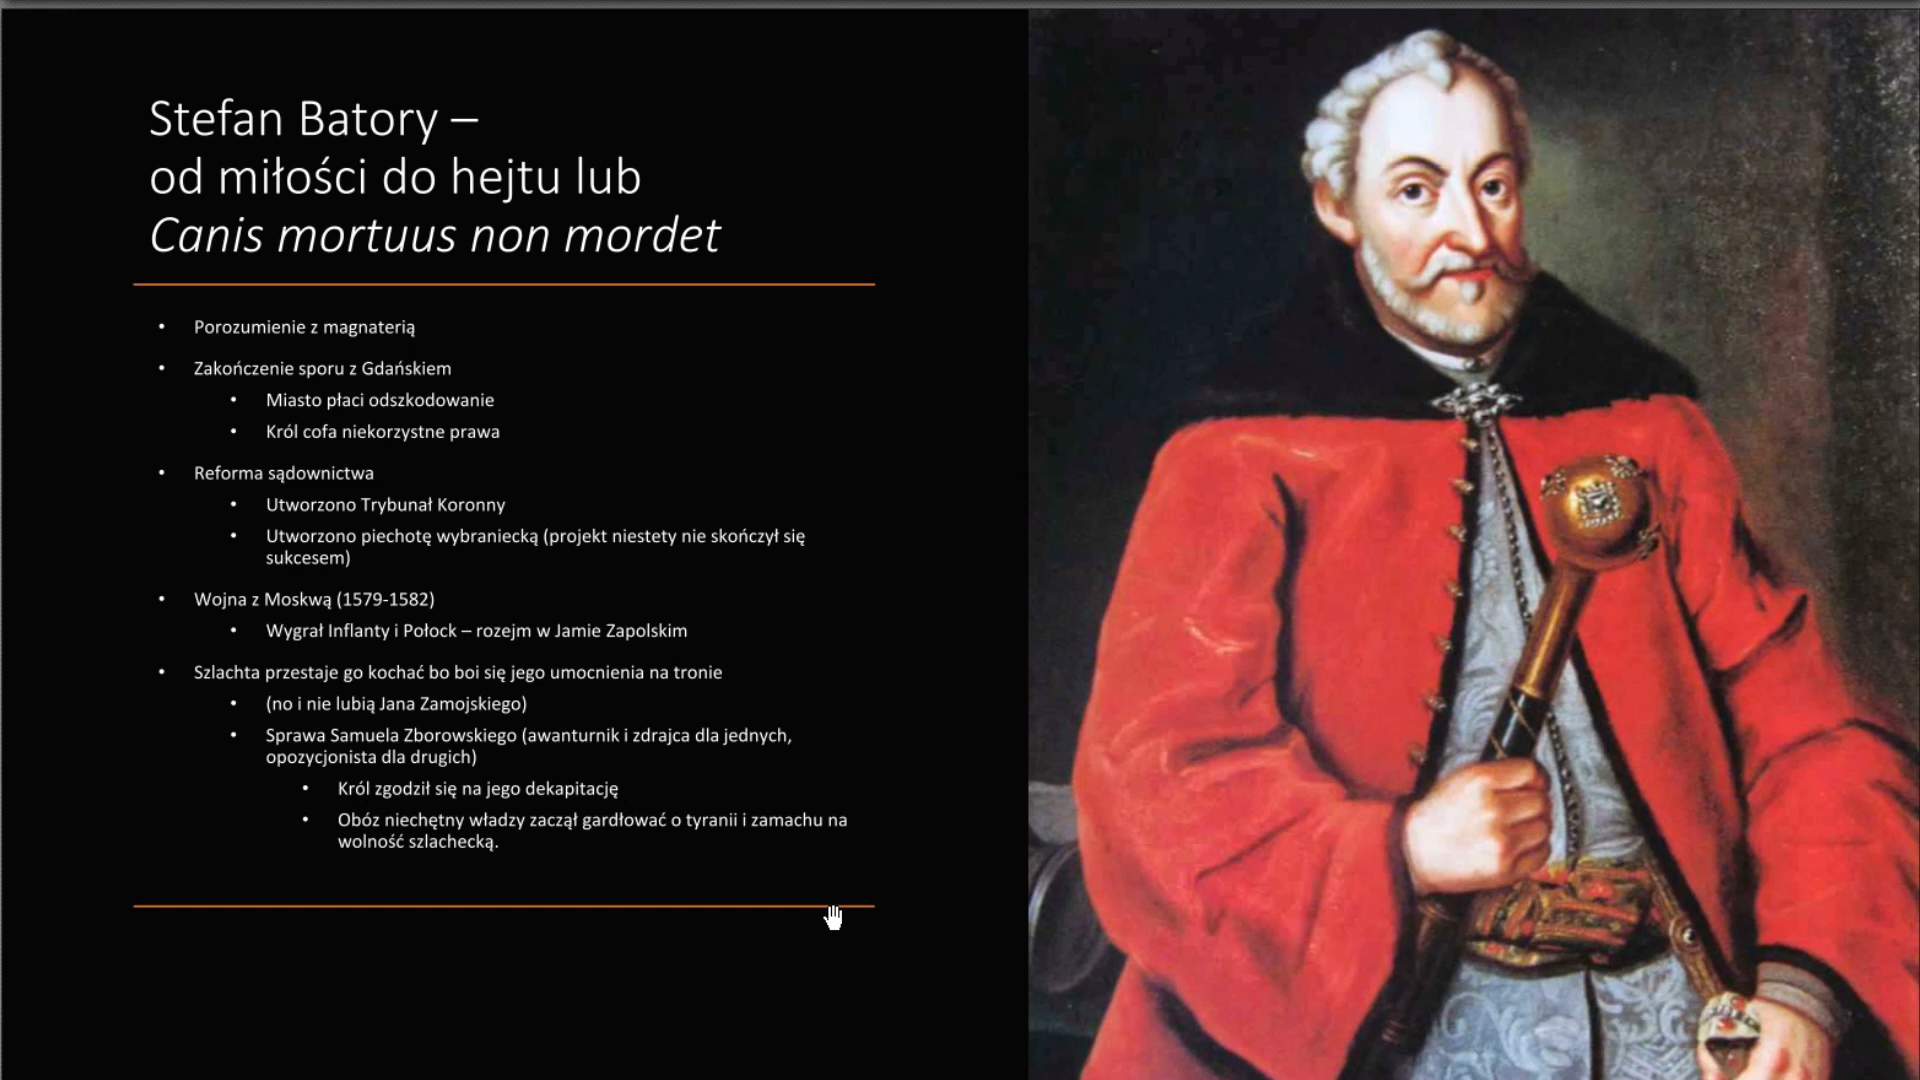 Stefan Batory –
od miłości do hejtu lub
Canis mortuus non mordet
• Porozumienie z magnaterią
• Zakończenie sporu z Gdańskiem
• Miasto płaci odszkodowanie
• Król cofa niekorzystne prawa
• Reforma sądownictwa
• Utworzono Trybunał Koronny
• Utworzono piechotę wybraniecką (projekt niestety nie skończył się
sukcesem)
• Wojna z Moskwą (1579-1582)
• Wygrał Inflanty i Połock – rozejm w Jamie Zapolskim
• Szlachta przestaje go kochać bo boi się jego umocnienia na tronie
• (no i nie lubią Jana Zamojskiego)
• Sprawa Samuela Zborowskiego (awanturnik i zdrajca dla jednych,
opozycjonista dla drugich)
• Król zgodził się na jego dekapitację
• Obóz niechętny władzy zaczął gardłować o tyranii i zamachu na
wolność szlachecką.